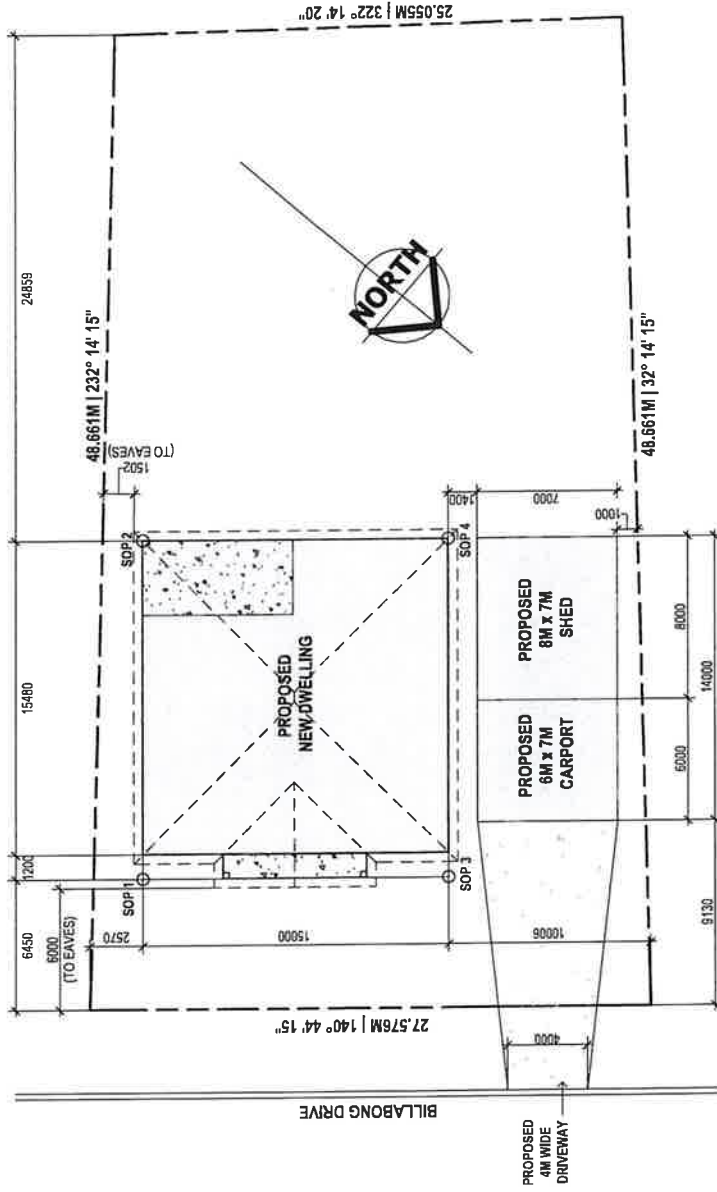 25.055M | 322° 14' 20"
24859
48.661M | 232° 14' 15"
1502
(TO EAVES)
NORTH
48.661M | 32° 14' 15"
SOP 2
SOP 4
1400
7000
1000
15480
PROPOSED
NEW DWELLING
PROPOSED
8M x 7M
SHED
8000
14000
PROPOSED
6M x 7M
CARPORT
6000
1200
SOP 1
SOP 3
6450
6000
(TO EAVES)
2570
15000
10006
9130
27.576M | 140° 44' 15"
4000
BILLABONG DRIVE
PROPOSED
4M WIDE
DRIVEWAY